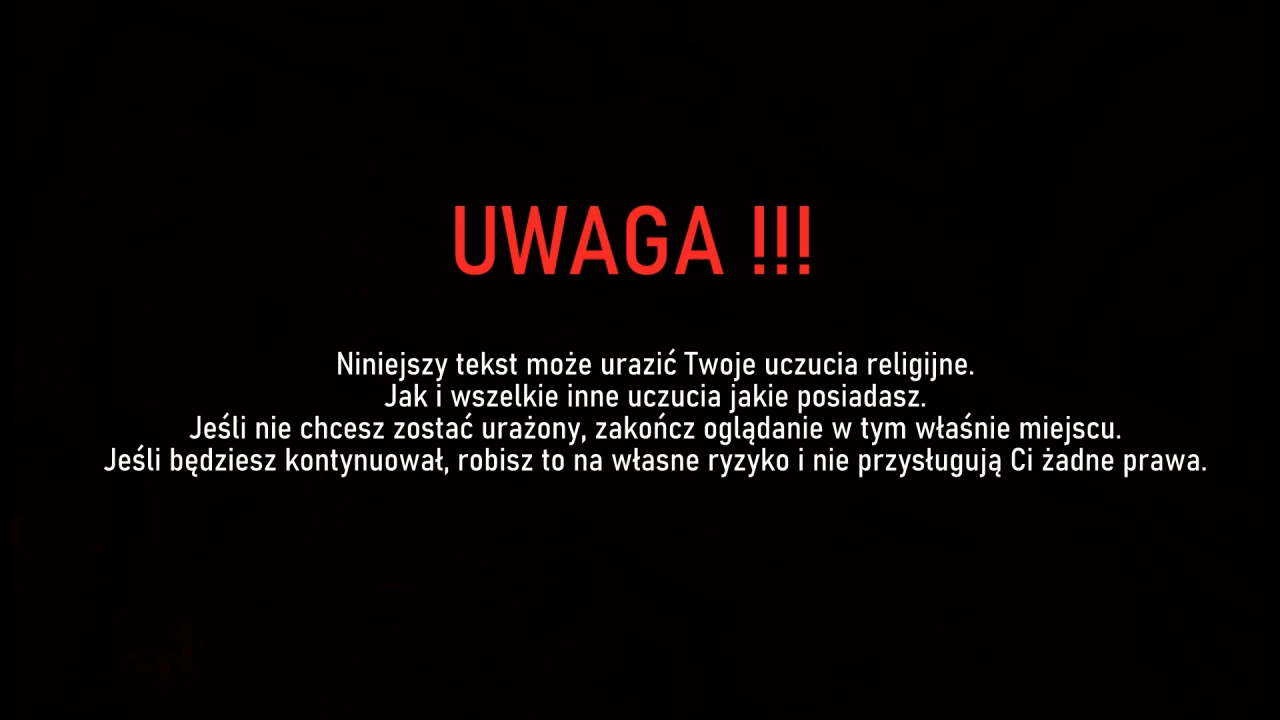 UWAGA !!!
Niniejszy tekst może urazić Twoje uczucia religijne.
Jak i wszelkie inne uczucia jakie posiadasz.
Jeśli nie chcesz zostać urażony, zakończ oglądanie w tym właśnie miejscu.
Jeśli będziesz kontynuował, robisz to na własne ryzyko i nie przysługują Ci żadne prawa.